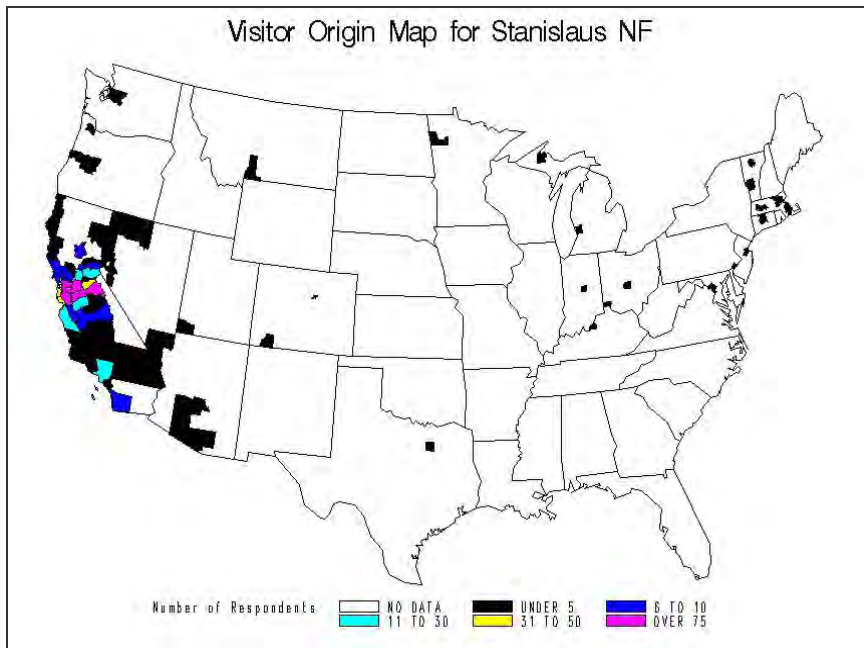 Visitor Origin Map for Stanislaus NF
Number of Respondents NO DATA UNDER 5 6 TO 10
11 TO 30 31 TO 50 OVER 75